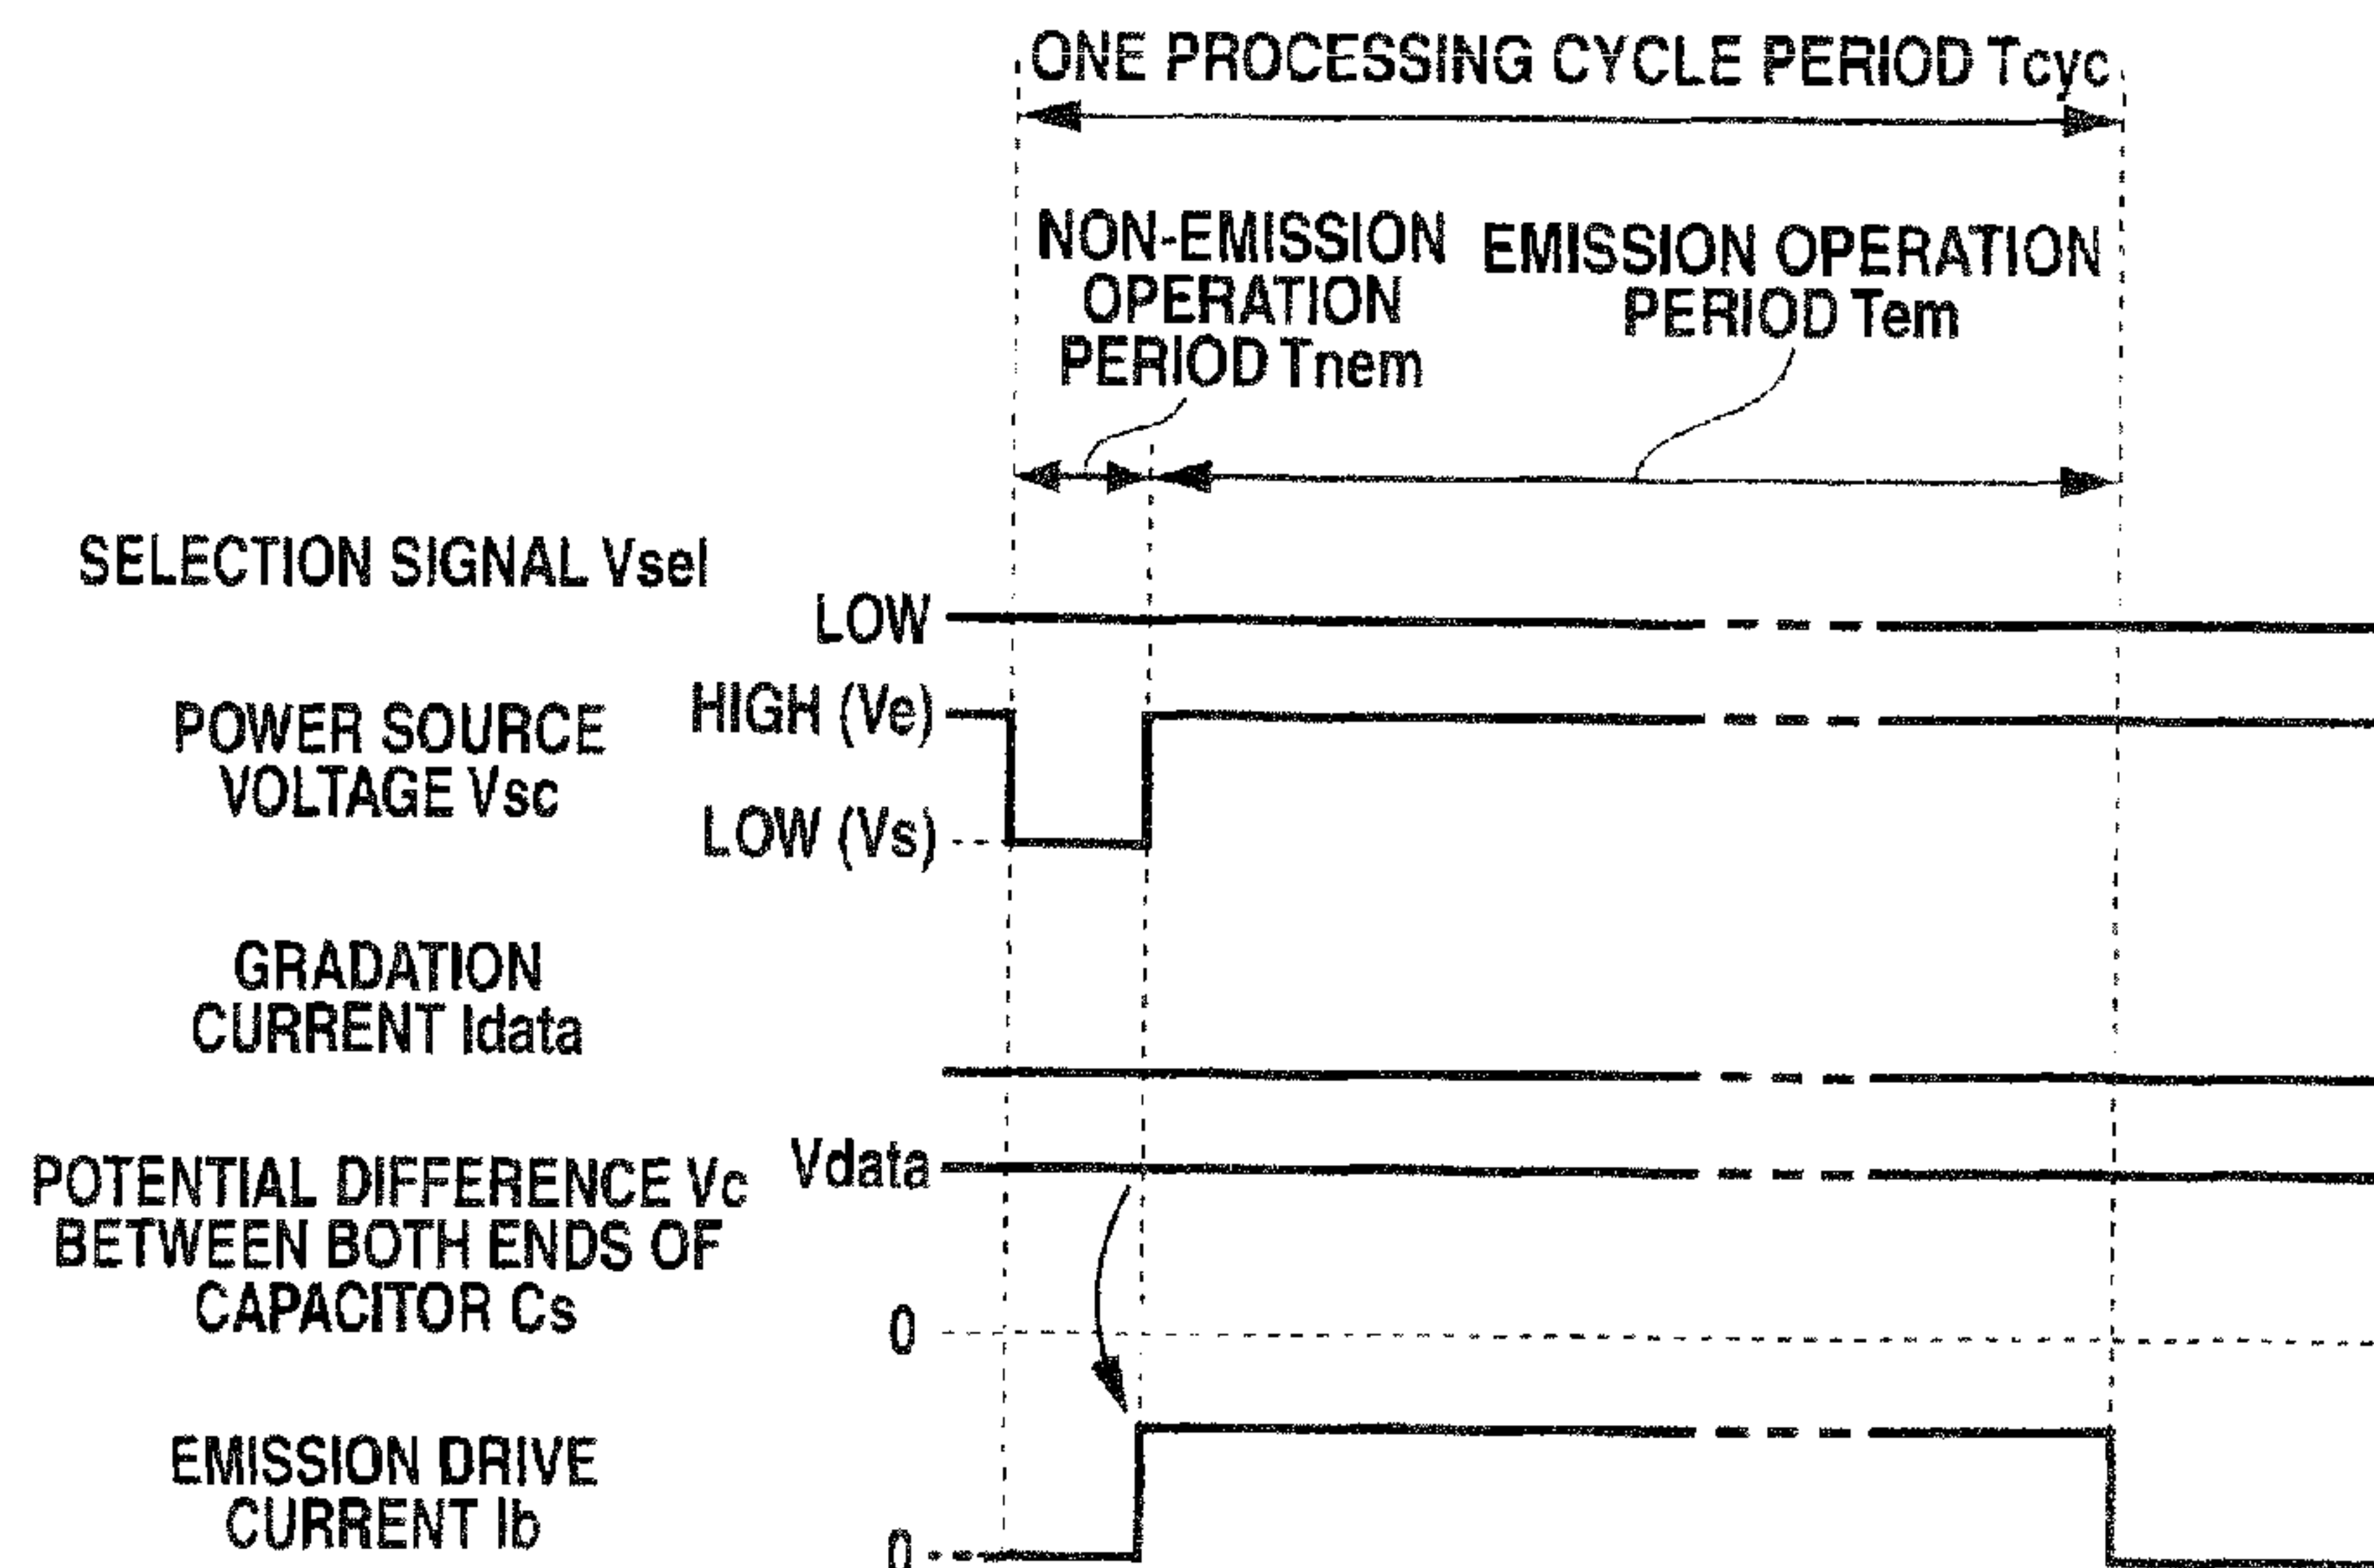 ONE PROCESSING CYCLE PERIOD Tcyc
NON-EMISSION
OPERATION
PERIOD Tnem
EMISSION OPERATION
PERIOD Tem
SELECTION SIGNAL Vsel
LOW
POWER SOURCE
VOLTAGE Vsc
HIGH (Ve)
LOW (Vs)
GRADATION
CURRENT Idata
POTENTIAL DIFFERENCE Vc
BETWEEN BOTH ENDS OF
CAPACITOR Cs
Vdata
0
EMISSION DRIVE
CURRENT Ib
0